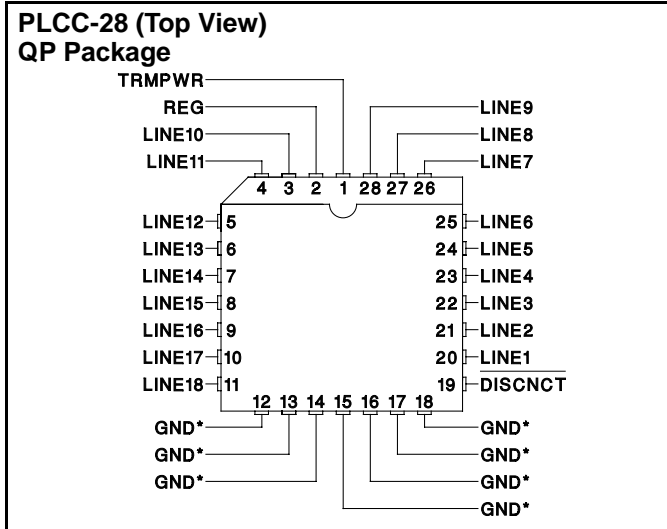 PLCC-28 (Top View)
QP Package
TRMPWR
REG LINE9
LINE10 LINE8
LINE11 LINE7
4 3 2 1 28 27 26
LINE12 5 25 LINE6
LINE13 6 24 LINE5
LINE14 7 23 LINE4
LINE15 8 22 LINE3
LINE16 9 21 LINE2
LINE17 10 20 LINE1
LINE18 11 19 DISCNCT
12 13 14 15 16 17 18
GND* GND*
GND* GND*
GND* GND*
GND*